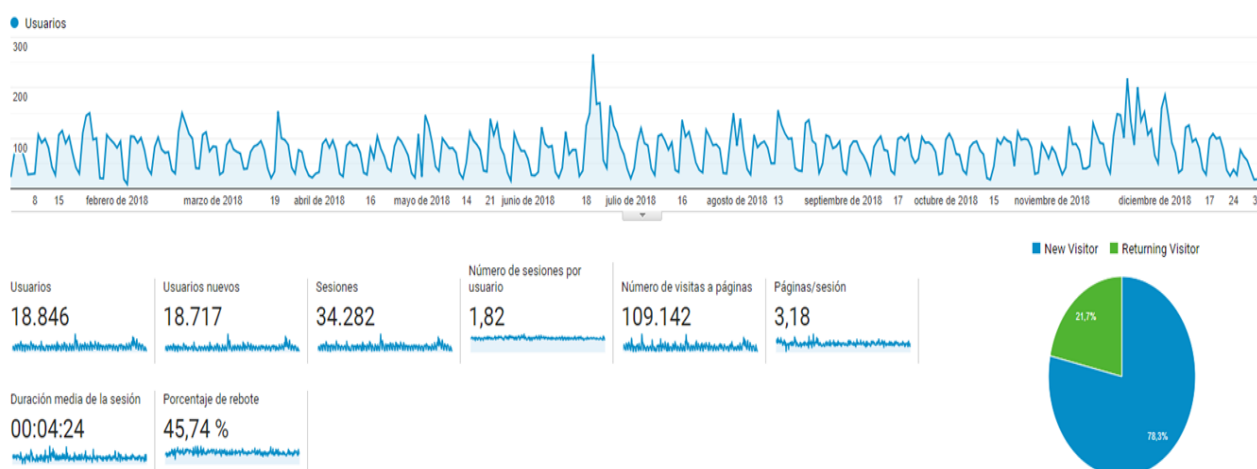 Usuarios
300
200
100
8 15 febrero de 2018 marzo de 2018 19 abril de 2018 16 mayo de 2018 14 21 junio de 2018 18 julio de 2018 16 agosto de 2018 13 septiembre de 2018 17 octubre de 2018 15 noviembre de 2018 diciembre de 2018 17 24 3
New Visitor Returning Visitor
Usuarios
18.846
Usuarios nuevos
18.717
Sesiones
34.282
Número de sesiones por
usuario
1,82
Número de visitas a páginas
109.142
Páginas/sesión
3,18
21,7%
78,3%
Duración media de la sesión
00:04:24
Porcentaje de rebote
45,74 %